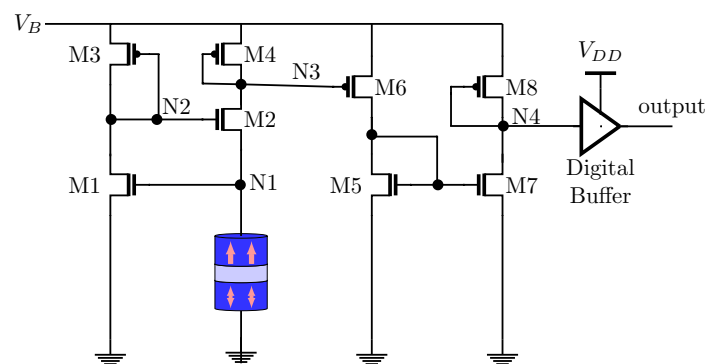 V_B
M3
M4
M6
M8
V_DD
N3
N2
M2
N4
output
M1
N1
M5
M7
Digital
Buffer